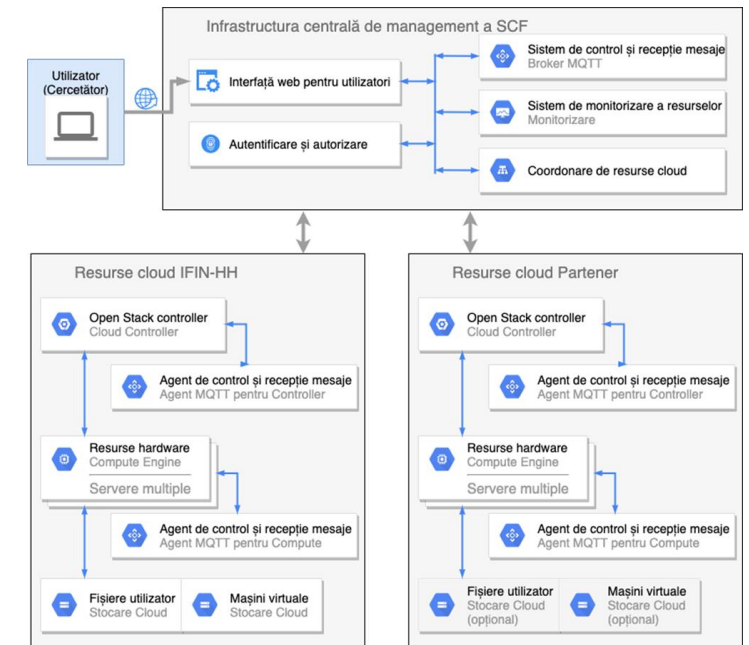 Infrastructura centrală de management a SCF
Utilizator
(Cercetător)
Interfață web pentru utilizatori
Autentificare și autorizare
Sistem de control și recepție mesaje
Broker MQTT
Sistem de monitorizare a resurselor
Monitorizare
Coordonare de resurse cloud
Resurse cloud IFIN-HH
Open Stack controller
Cloud Controller
Agent de control și recepție mesaje
Agent MQTT pentru Controller
Resurse hardware
Compute Engine
Servere multiple
Agent de control și recepție mesaje
Agent MQTT pentru Compute
Fișiere utilizator
Stocare Cloud
Mașini virtuale
Stocare Cloud
Resurse cloud Partener
Open Stack controller
Cloud Controller
Agent de control și recepție mesaje
Agent MQTT pentru Controller
Resurse hardware
Compute Engine
Servere multiple
Agent de control și recepție mesaje
Agent MQTT pentru Compute
Fișiere utilizator
Stocare Cloud
(opțional)
Mașini virtuale
Stocare Cloud
(opțional)